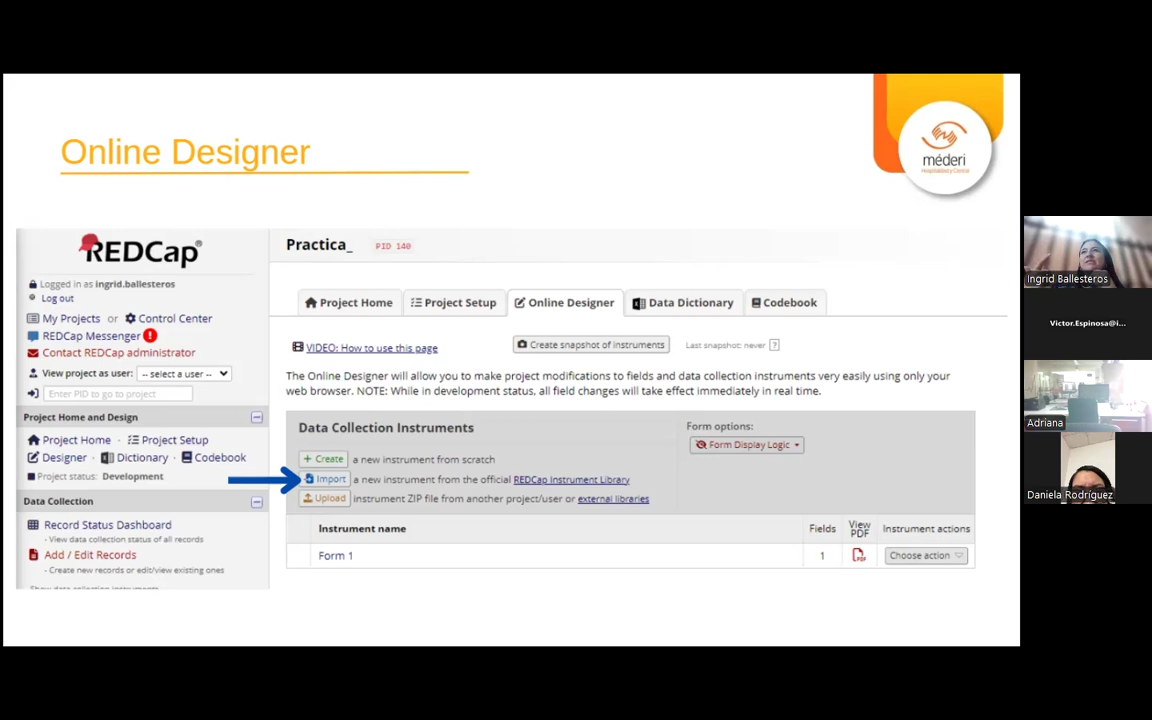 Online Designer
méderi
REDCap®
Logged in as ingrid.ballesteros
Log out
My Projects or Control Center
REDCap Messenger !
Contact REDCap administrator
View project as user: -- select a user --
Enter PID to go to project
Project Home and Design
Project Home · Project Setup
Designer · Dictionary · Codebook
Project status: Development
Data Collection
Record Status Dashboard
- View data collection status of all records
Add / Edit Records
- Create new records or edit/view existing ones
Practica_ PID 140
Project Home Project Setup Online Designer Data Dictionary Codebook
VIDEO: How to use this page Create snapshot of instruments Last snapshot: never ?
The Online Designer will allow you to make project modifications to fields and data collection instruments very easily using only your
web browser. NOTE: While in development status, all field changes will take effect immediately in real time.
Data Collection Instruments
+ Create a new instrument from scratch
Import a new instrument from the official REDCap Instrument Library
Upload instrument ZIP file from another project/user or external libraries
Form options:
Form Display Logic
Instrument name Fields View PDF Instrument actions
Form 1 1 Choose action
Ingrid Ballesteros
Victor.Espinosa@i...
Adriana
Daniela Rodríguez